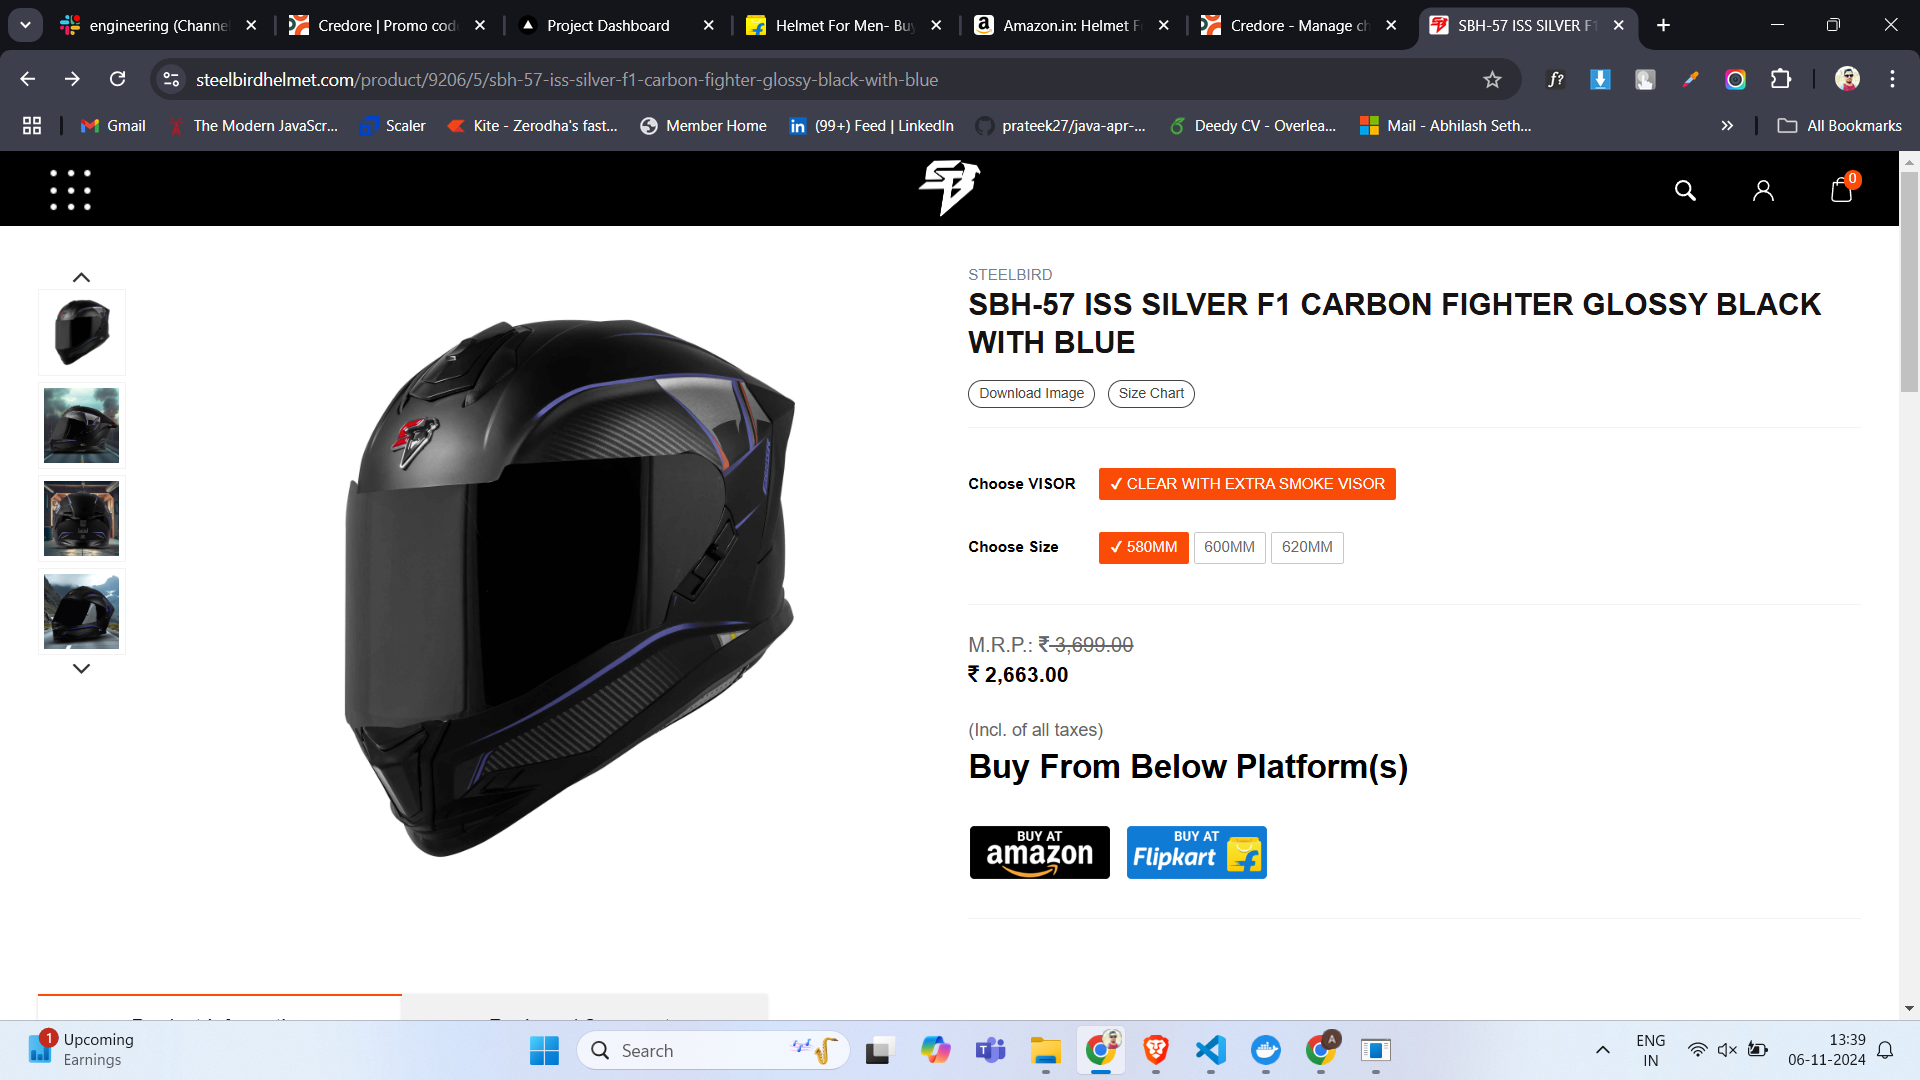 engineering (Channe
Credore | Promo cod
Project Dashboard
Helmet For Men- Bu
Amazon.in: Helmet F
Credore - Manage ch
SBH-57 ISS SILVER F1
steelbirdhelmet.com/product/9206/5/sbh-57-iss-silver-f1-carbon-fighter-glossy-black-with-blue
f?
Gmail
The Modern JavaScr...
Scaler
Kite - Zerodha's fast...
Member Home
(99+) Feed | LinkedIn
prateek27/java-apr-...
Deedy CV - Overlea...
Mail - Abhilash Seth...
All Bookmarks
0
STEELBIRD
SBH-57 ISS SILVER F1 CARBON FIGHTER GLOSSY BLACK
WITH BLUE
Download Image
Size Chart
Choose VISOR
✓ CLEAR WITH EXTRA SMOKE VISOR
Choose Size
✓ 580MM
600MM
620MM
M.R.P.: ₹ 3,699.00
₹ 2,663.00
(Incl. of all taxes)
Buy From Below Platform(s)
BUY AT
amazon
BUY AT
Flipkart
1
Upcoming
Earnings
Search
A
ENG
IN
13:39
06-11-2024